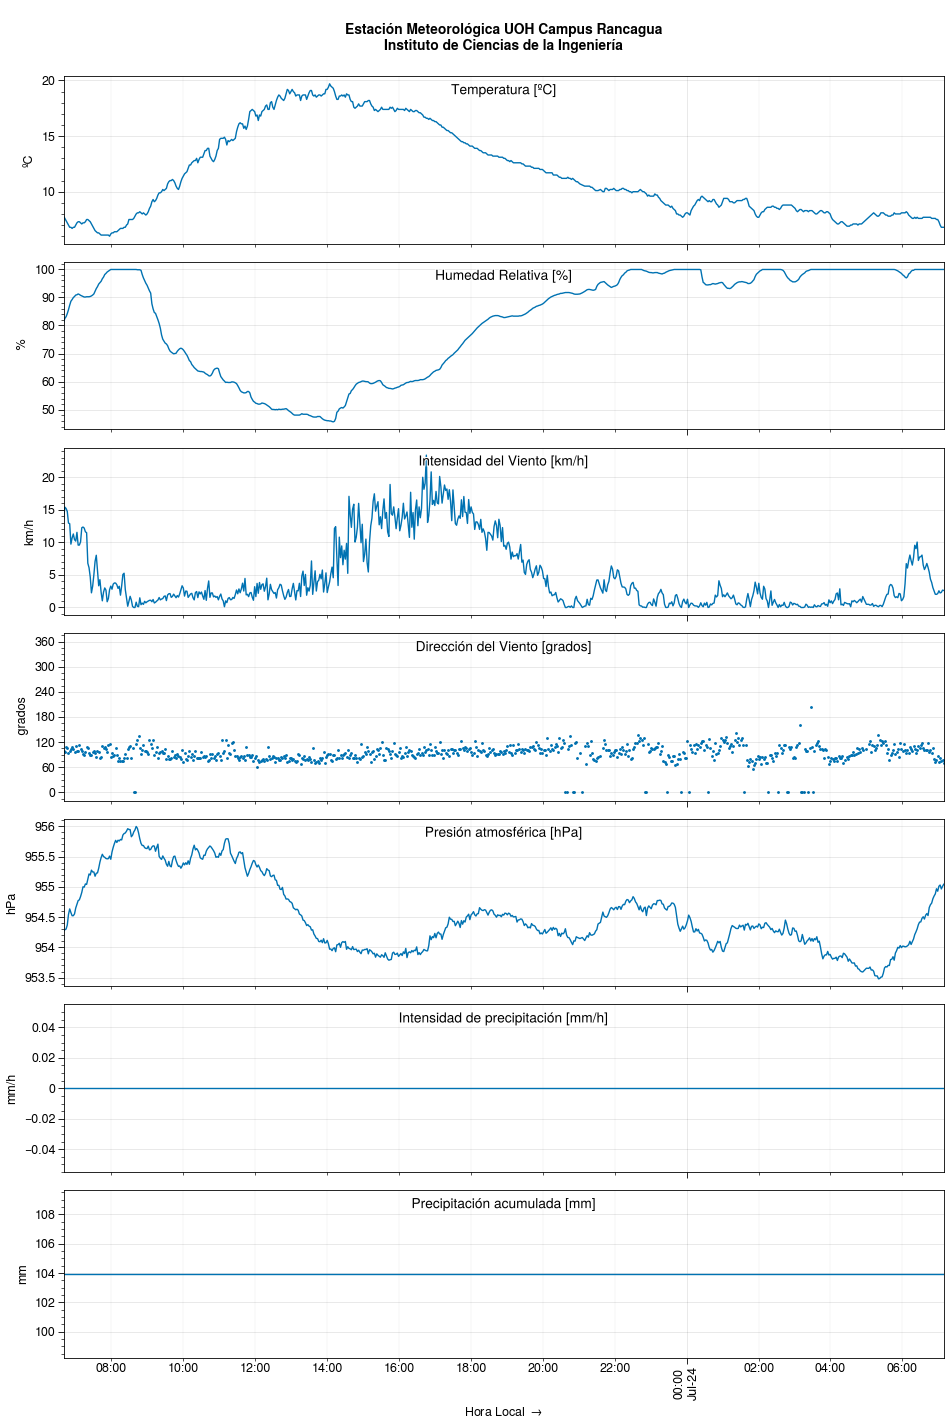 Estación Meteorológica UOH Campus Rancagua
Instituto de Ciencias de la Ingeniería
Temperatura [ºC]
ºC
20
15
10
Humedad Relativa [%]
%
100
90
80
70
60
50
Intensidad del Viento [km/h]
km/h
20
15
10
5
0
Dirección del Viento [grados]
grados
360
300
240
180
120
60
0
Presión atmosférica [hPa]
hPa
956
955.5
955
954.5
954
953.5
Intensidad de precipitación [mm/h]
mm/h
0.04
0.02
0
−0.02
−0.04
Precipitación acumulada [mm]
mm
108
106
104
102
100
08:00 10:00 12:00 14:00 16:00 18:00 20:00 00:00 02:00 04:00 06:00
Jul-24
22:00
Hora Local →